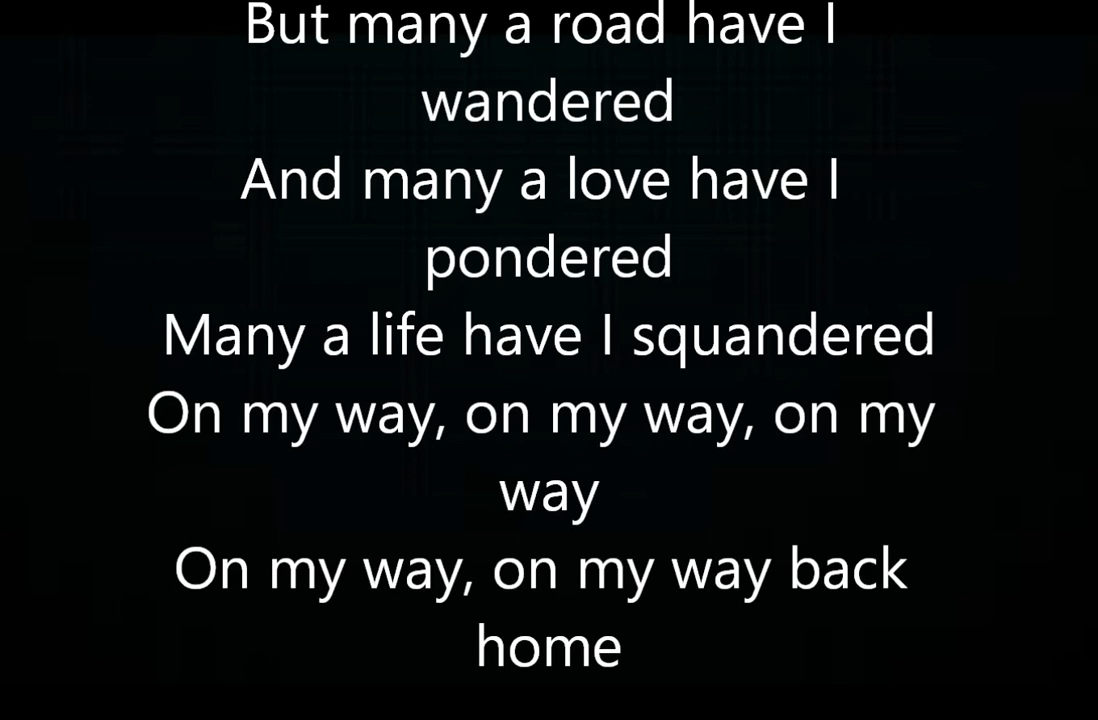 But many a road have I
wandered
And many a love have I
pondered
Many a life have I squandered
On my way, on my way, on my
way
On my way, on my way back
home